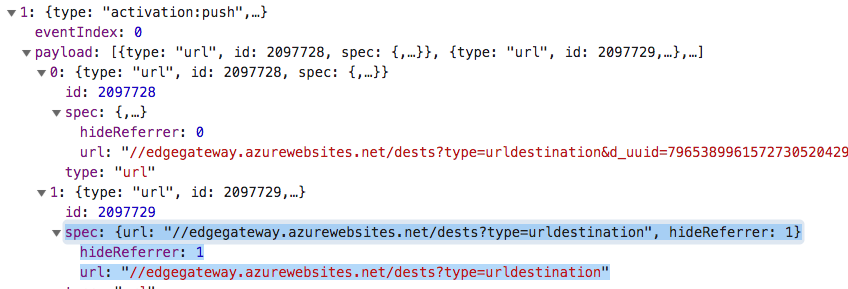 ▼ 1: {type: "activation:push",…}
eventIndex: 0
▼ payload: [{type: "url", id: 2097728, spec: {,…}}, {type: "url", id: 2097729,…},…]
▼ 0: {type: "url", id: 2097728, spec: {,…}}
id: 2097728
▼ spec: {,…}
hideReferrer: 0
url: "//edgegateway.azurewebsites.net/dests?type=urldestination&d_uuid=7965389961572730520429
type: "url"
▼ 1: {type: "url", id: 2097729,…}
id: 2097729
▼ spec: {url: "//edgegateway.azurewebsites.net/dests?type=urldestination", hideReferrer: 1}
hideReferrer: 1
url: "//edgegateway.azurewebsites.net/dests?type=urldestination"